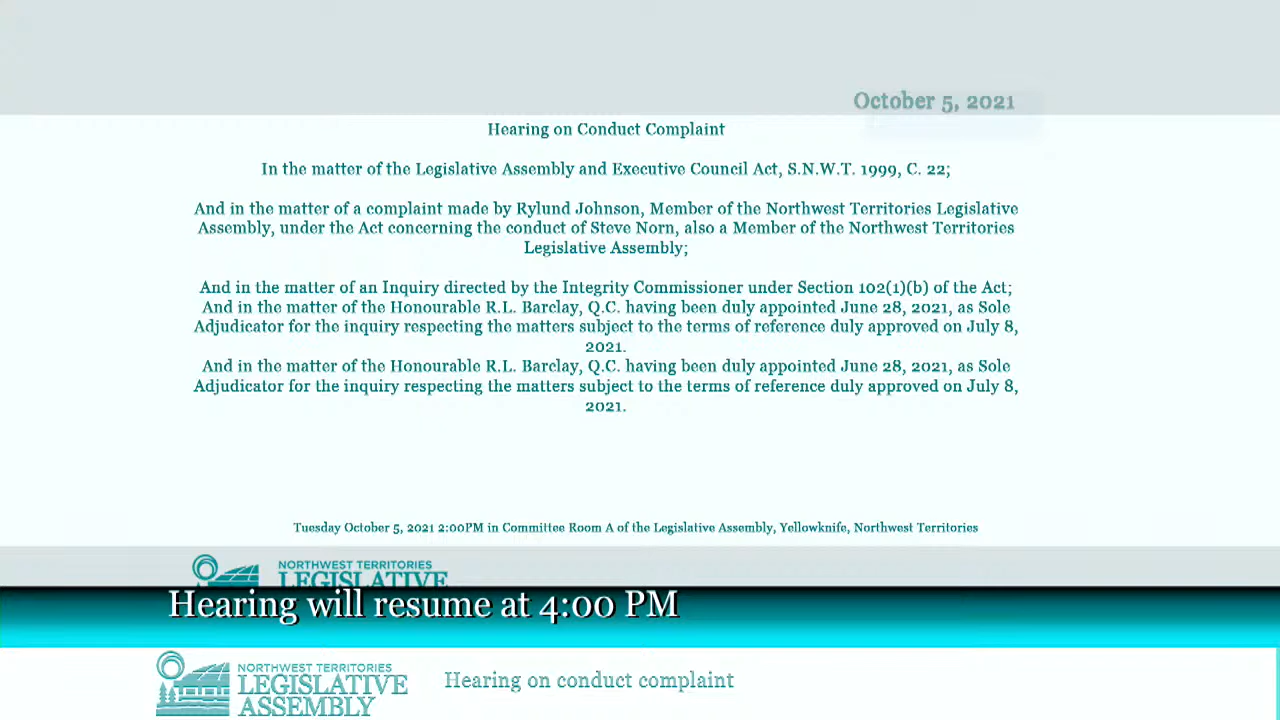 October 5, 2021
Hearing on Conduct Complaint
In the matter of the Legislative Assembly and Executive Council Act, S.N.W.T. 1999, C. 22;
And in the matter of a complaint made by Rylund Johnson, Member of the Northwest Territories Legislative
Assembly, under the Act concerning the conduct of Steve Norn, also a Member of the Northwest Territories
Legislative Assembly;
And in the matter of an Inquiry directed by the Integrity Commissioner under Section 102(1)(b) of the Act;
And in the matter of the Honourable R.L. Barclay, Q.C. having been duly appointed June 28, 2021, as Sole
Adjudicator for the inquiry respecting the matters subject to the terms of reference duly approved on July 8,
2021.
And in the matter of the Honourable R.L. Barclay, Q.C. having been duly appointed June 28, 2021, as Sole
Adjudicator for the inquiry respecting the matters subject to the terms of reference duly approved on July 8,
2021.
Tuesday October 5, 2021 2:00PM in Committee Room A of the Legislative Assembly, Yellowknife, Northwest Territories
NORTHWEST TERRITORIES
LEGISLATIVE
Hearing will resume at 4:00 PM
NORTHWEST TERRITORIES
LEGISLATIVE
ASSEMBLY
Hearing on conduct complaint